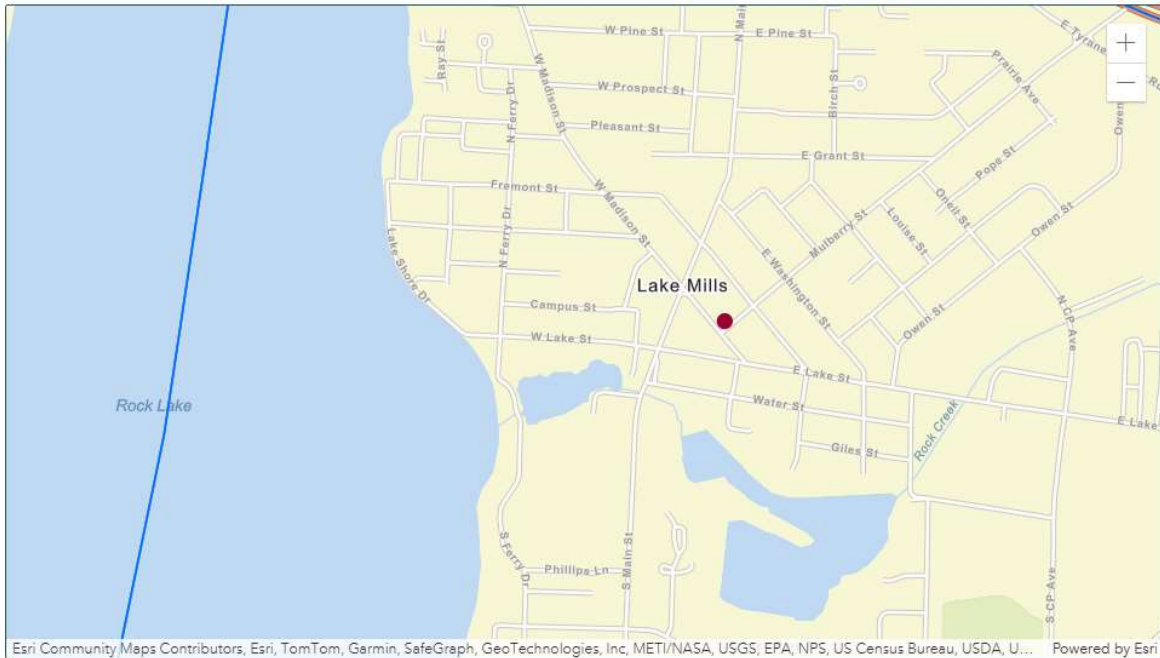 W Pine St
E Pine St
N Main
E Tyrane
Ray St
W Madison St
Prairie Ave
W Prospect St
Birch St
N Ferry Dr
Pleasant St
Owen
E Grant St
Pope St
Fremont St
W Madison St
Oneil St
Louise St
Owen St
Mulberry St
N Ferry Dr
Lake Shore Dr
E Washington St
Lake Mills
Campus St
N CP Ave
Owen St
W Lake St
E Lake St
Rock Lake
Water St
Rock Creek
E Lake
Giles St
S Ferry Dr
S Main St
Phillips Ln
S CP Ave
+
−
Esri Community Maps Contributors, Esri, TomTom, Garmin, SafeGraph, GeoTechnologies, Inc, METI/NASA, USGS, EPA, NPS, US Census Bureau, USDA, U... Powered by Esri